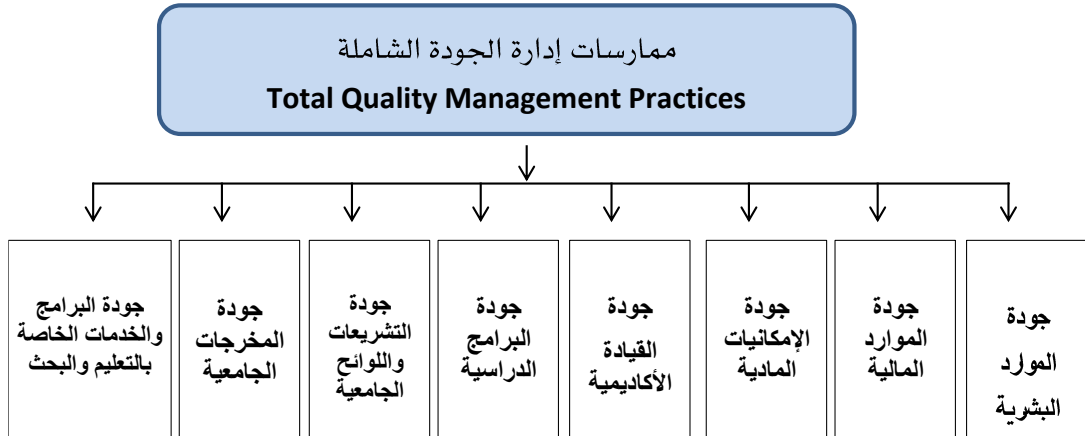 ممارسات إدارة الجودة الشاملة
Total Quality Management Practices
جودة
الموارد
البشرية
جودة
الموارد
المالية
جودة
الإمكانيات
المادية
جودة
القيادة
الأكاديمية
جودة
البرامج
الدراسية
جودة
التشريعات
واللوائح
الجامعية
جودة
المخرجات
الجامعية
جودة البرامج
والخدمات الخاصة
بالتعليم والبحث